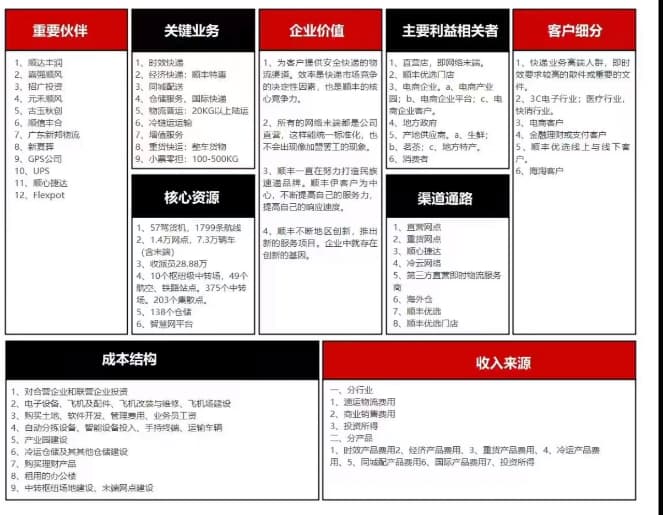 重要伙伴
1、顺达丰润
2、嘉强顺风
3、招广投资
4、元禾顺风
5、古玉秋创
6、顺信丰合
7、广东新邦物流
8、新夏葬
9、GPS公司
10、UPS
11、顺心捷达
12、Flexpot
关键业务
1、时效快递
2、经济快递；顺丰特惠
3、同城配送
4、仓储服务、国际快递
5、物流普运：20KG以上陆运
6、冷链运运输
7、增值服务
8、重货快运：整车货物
9、小票零担：100-500KG
核心资源
1、57驾货机，1799条航线
2、1.4万网点，7.3万辆车
（含末端）
3、收派员28.88万
4、10个枢纽级中转场，49个
航空、铁路站点。375个中转
场。203个集散点。
5、138个仓储
6、智慧网平台
企业价值
1、为客户提供安全快递的物
流渠道。效率是快递市场竞争
的决定性因素，也是顺丰的核
心竞争力。
2、所有的网络末端都是公司
直营，这样能统一标准化，也
不会出现像加盟罢工的现象。
3、顺丰一直在努力打造民族
速递品牌。顺丰伊客户为中
心，不断提高自己的服务力，
提高自己的响应速度。
4、顺丰不断地区创新，推出
新的服务项目。企业中就存在
创新的基因。
主要利益相关者
1、直营店，即网络末端。
2、顺丰优选门店
3、电商企业。a、电商产业
园；b、电商企业平台；c、电
商企业客户。
4、地方政府
5、产地供应商。a、生鲜；
b、茗茶；c、地方特产。
6、消费者
渠道通路
1、直营网点
2、重货网点
3、顺心捷达
4、冷云网络
5、第三方直营即时物流服务
商
6、海外仓
7、顺丰优选
8、顺丰优选门店
客户细分
1、快递业务高端人群，即时
效要求较高的散件或重要的文
件。
2、3C电子行业；医疗行业，
快消行业。
3、电商客户
4、金融理财或支付客户
5、顺丰优选线上与线下客
户。
6、海淘客户
成本结构
1、对合营企业和联营企业投资
2、电子设备、飞机及配件、飞机改装与维修、飞机场建设
3、购买土地、软件开发、管理费用、业务员工资
4、自动分拣设备、智能设备投入、手持终端、运输车辆
5、产业园建设
6、冷运仓储及其其他仓储建设
7、购买理财产品
8、租用的办公楼
9、中转枢纽场地建设、末端网点建设
收入来源
一、分行业
1、速运物流费用
2、商业销售费用
3、投资所得
二、分产品
1、时效产品费用2、经济产品费用、3、重货产品费用、4、冷运产品费
用、5、同城配产品费用6、国际产品费用7、投资所得